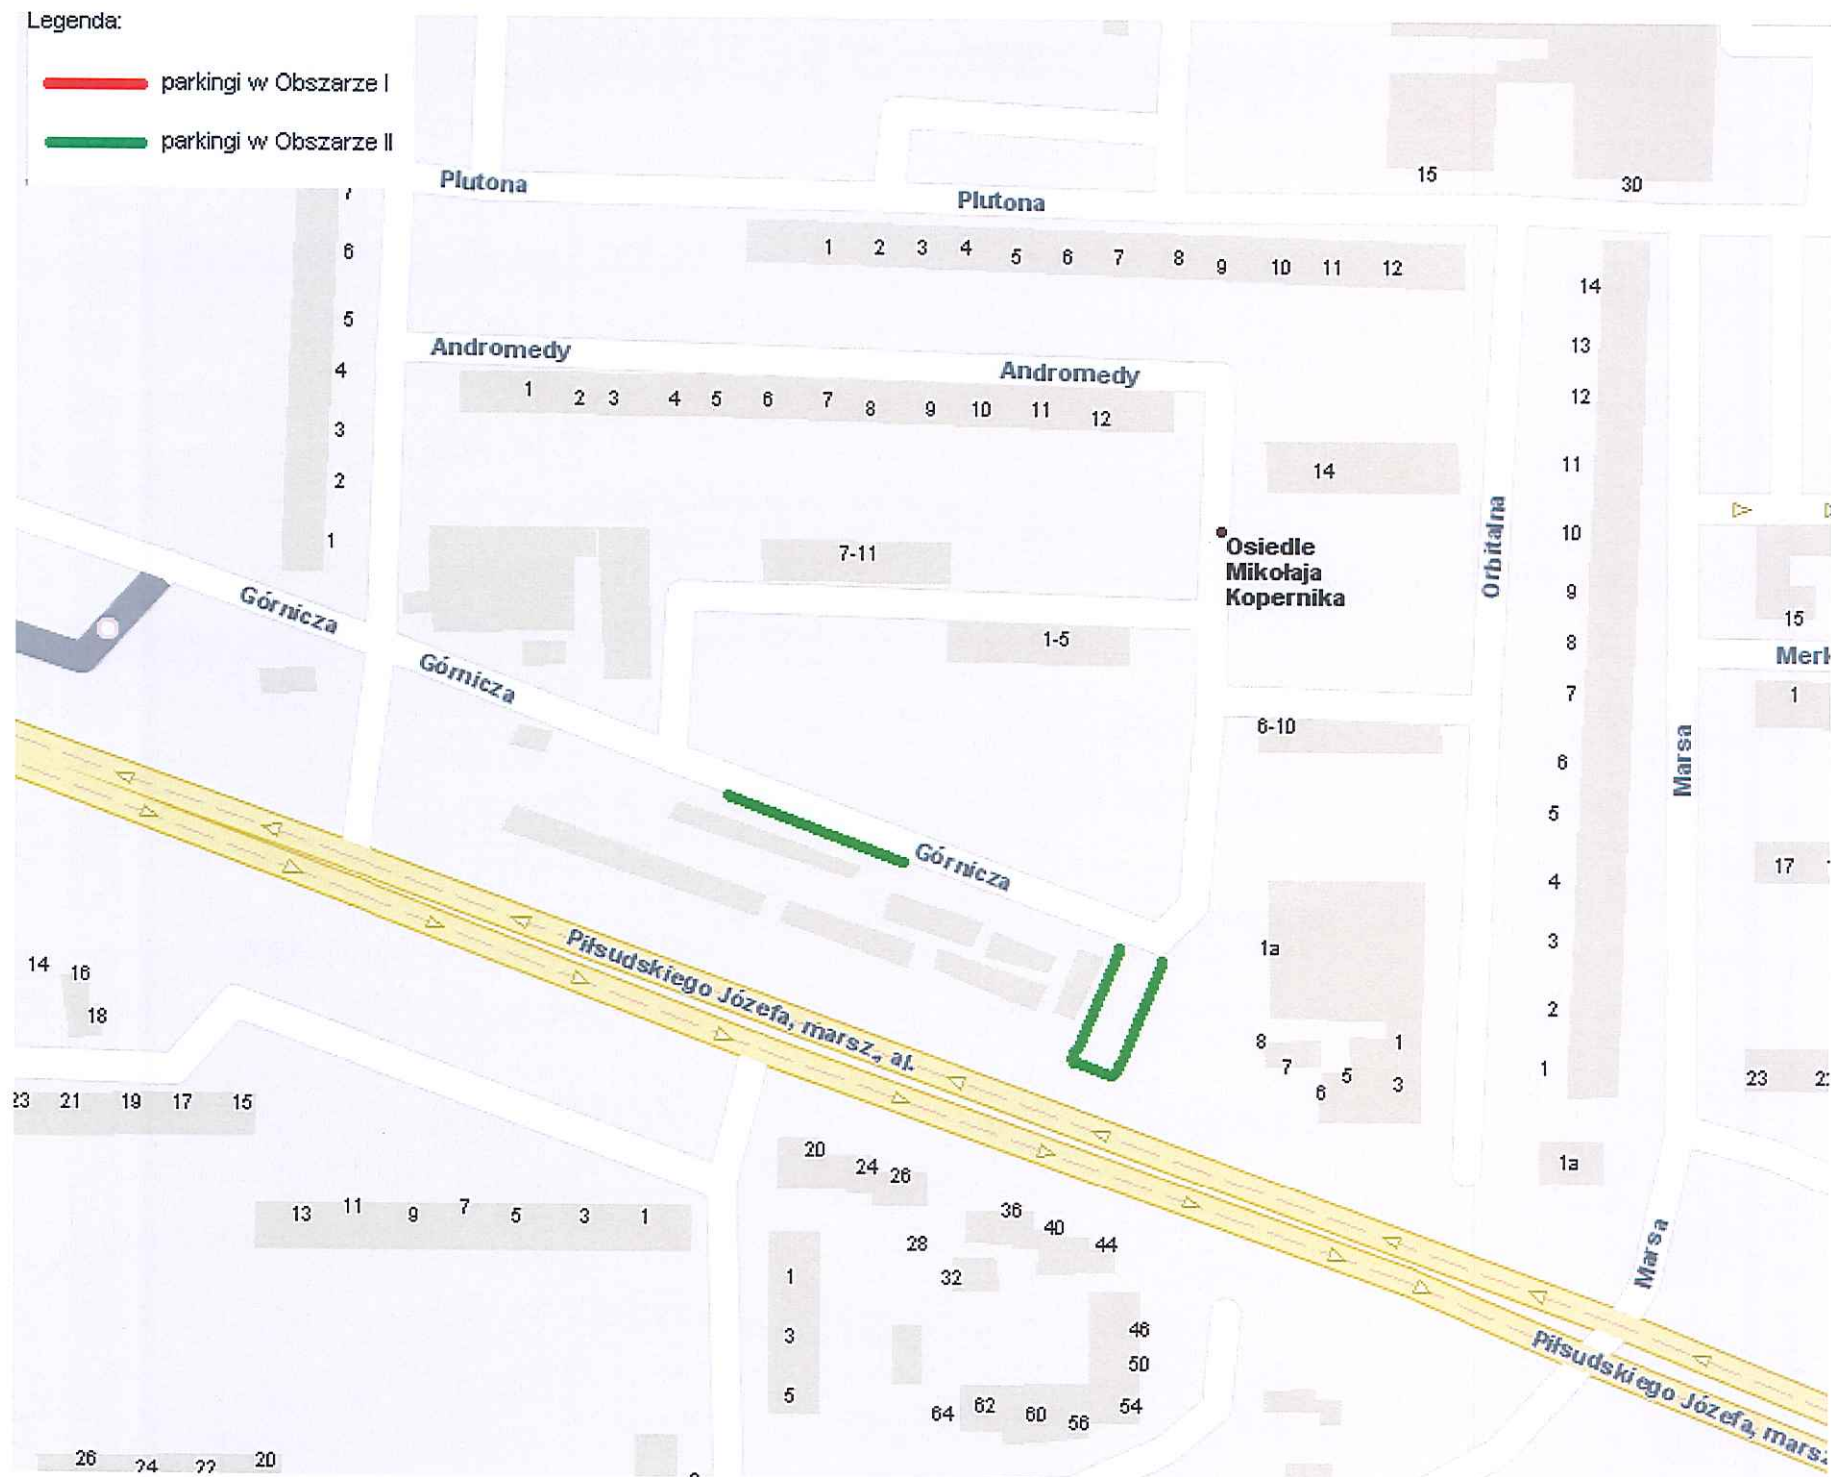 Legenda:
parkingi w Obszarze I
parkingi w Obszarze II
Plutona
Plutona
15
30
7
6
5
4
3
2
1
1 2 3 4 5 6 7 8 9 10 11 12
Andromedy
Andromedy
1 2 3 4 5 6 7 8 9 10 11 12
14
13
12
11
10
9
8
7
6
5
4
3
2
1
1a
14
Osiedle
Mikołaja
Kopernika
Orbitalna
7-11
1-5
6-10
Górnicza
Górnicza
Górnicza
Marsa
Marsa
15
1
17
23
1a
8
7
6
5
1
3
Piłsudskiego Józefa, marsz., al.
Piłsudskiego Józefa,
14
16
18
23 21 19 17 15
13 11 9 7 5 3 1
20
24
26
28
32
36
40
44
1
3
5
46
50
54
56
60
62
64
26 24 22 20